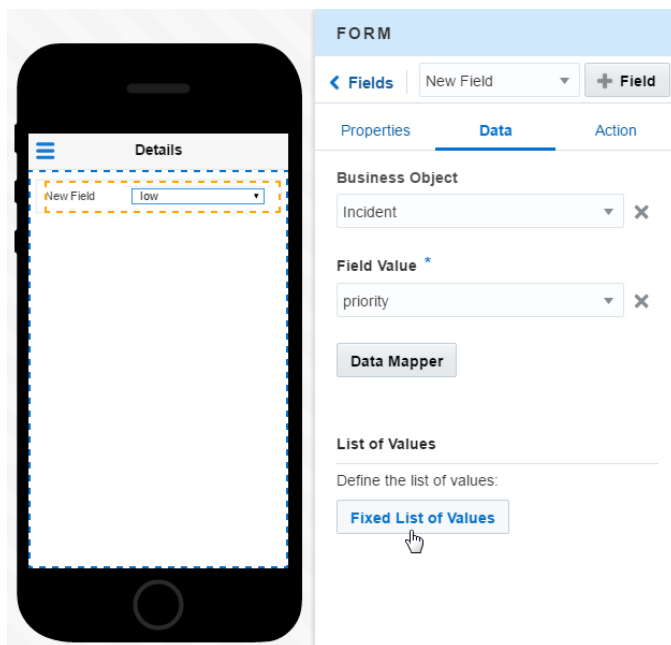 Details
New Field low
FORM
Fields New Field Field
Properties Data Action
Business Object
Incident
Field Value *
priority
Data Mapper
List of Values
Define the list of values:
Fixed List of Values